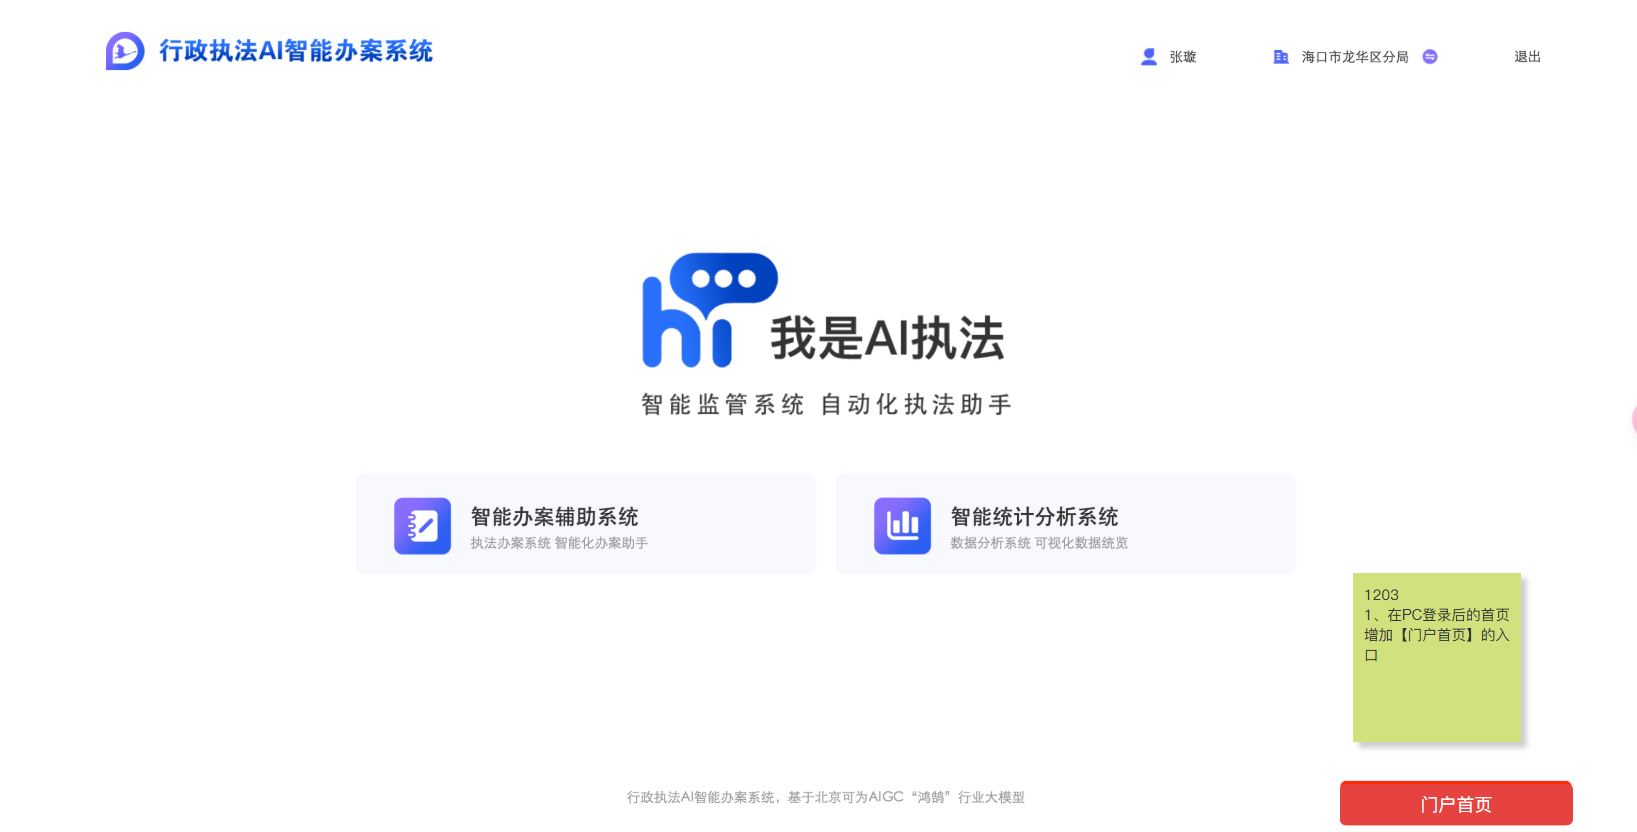 行政执法AI智能办案系统
张璇
海口市龙华区分局
退出
hi
我是AI执法
智能监管系统 自动化执法助手
智能办案辅助系统
执法办案系统 智能化办案助手
智能统计分析系统
数据分析系统 可视化数据统览
1203
1、在PC登录后的首页
增加【门户首页】的入
口
行政执法AI智能办案系统，基于北京可为AIGC“鸿鹄”行业大模型
门户首页